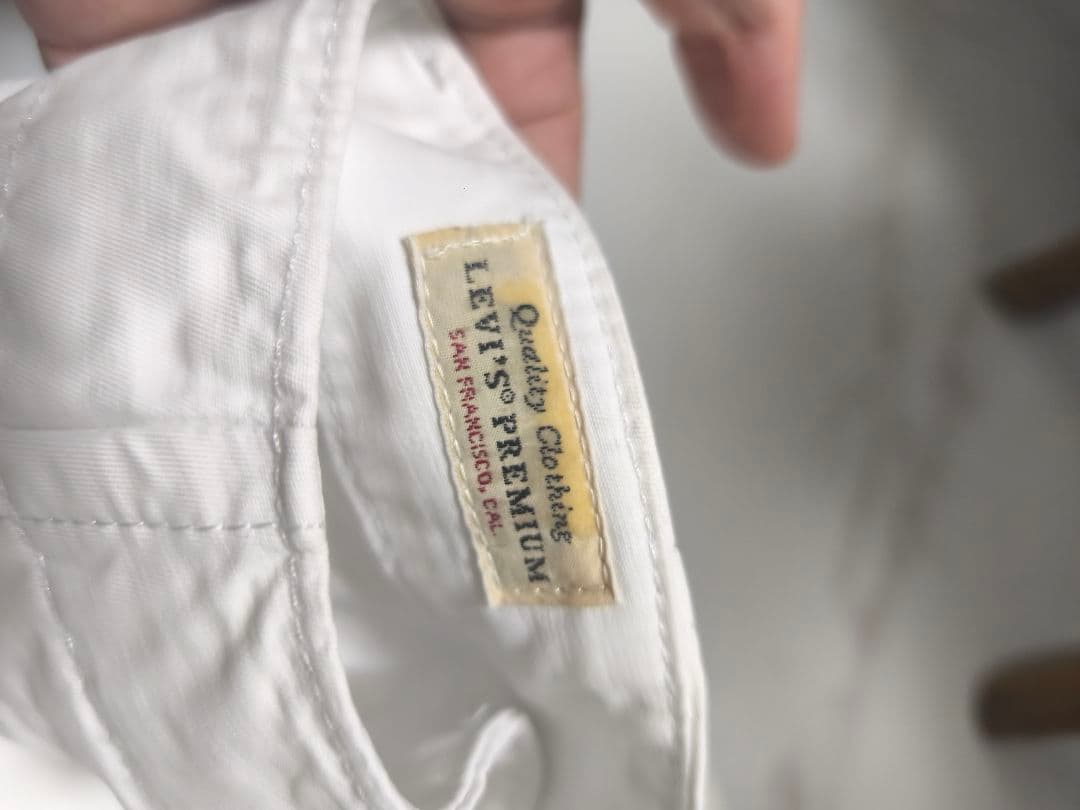 Quality Clothing
LEVI'S® PREMIUM
SAN FRANCISCO, CAL.